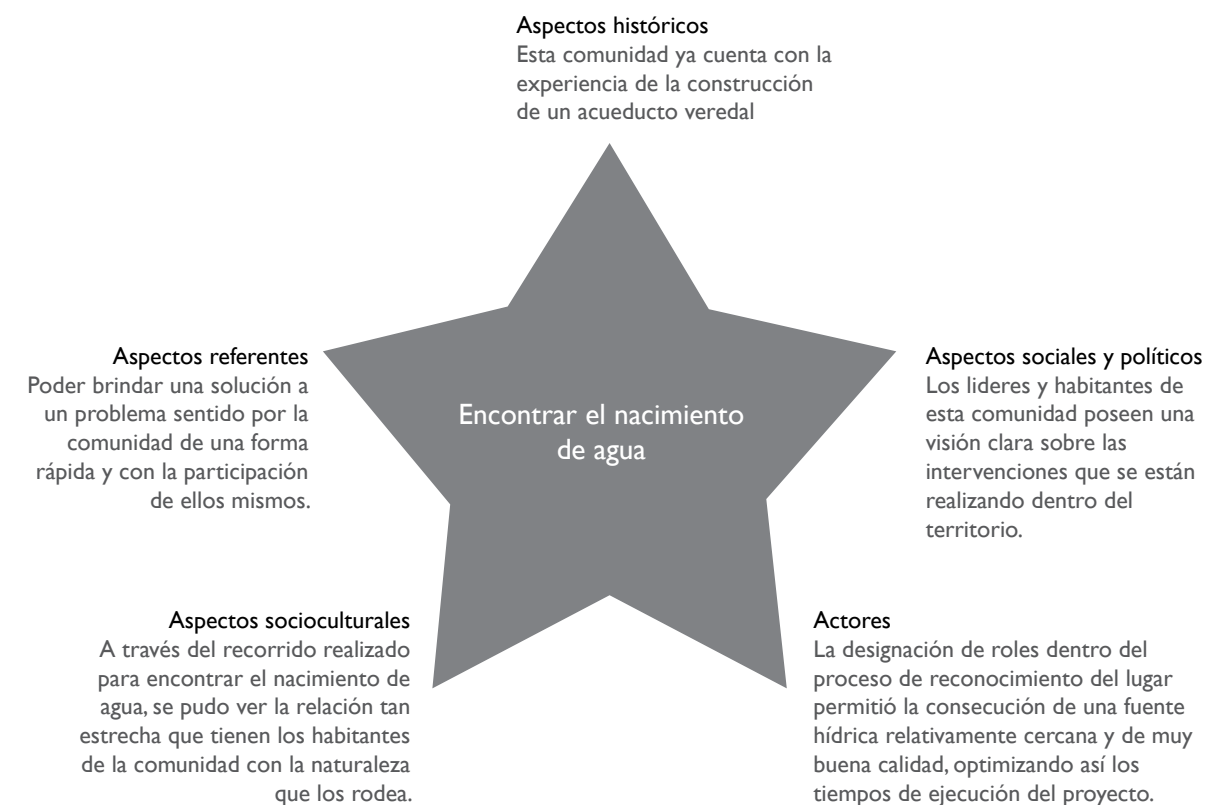 Aspectos históricos
Esta comunidad ya cuenta con la
experiencia de la construcción
de un acueducto veredal
Aspectos referentes
Poder brindar una solución a
un problema sentido por la
comunidad de una forma
rápida y con la participación
de ellos mismos.
Encontrar el nacimiento
de agua
Aspectos sociales y políticos
Los lideres y habitantes de
esta comunidad poseen una
visión clara sobre las
intervenciones que se están
realizando dentro del
territorio.
Aspectos socioculturales
A través del recorrido realizado
para encontrar el nacimiento de
agua, se pudo ver la relación tan
estrecha que tienen los habitantes
de la comunidad con la naturaleza
que los rodea.
Actores
La designación de roles dentro del
proceso de reconocimiento del lugar
permitió la consecución de una fuente
hídrica relativamente cercana y de muy
buena calidad, optimizando así los
tiempos de ejecución del proyecto.